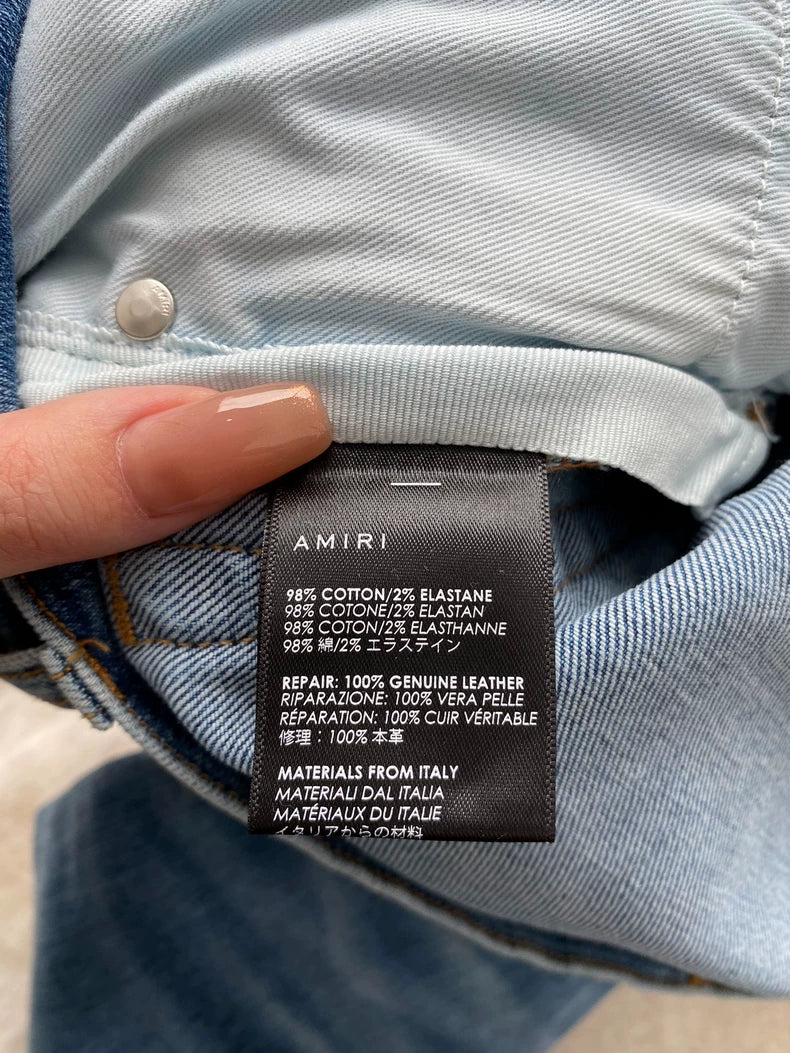 AMIRI
AMIRI
98% COTTON/2% ELASTANE
98% COTONE/2% ELASTAN
98% COTON/2% ELASTHANNE
98% 綿/2% エラステイン
REPAIR: 100% GENUINE LEATHER
RIPARAZIONE: 100% VERA PELLE
RÉPARATION: 100% CUIR VÉRITABLE
修理：100% 本革
MATERIALS FROM ITALY
MATERIALI DAL ITALIA
MATÉRIAUX DU ITALIE
イタリアからの材料